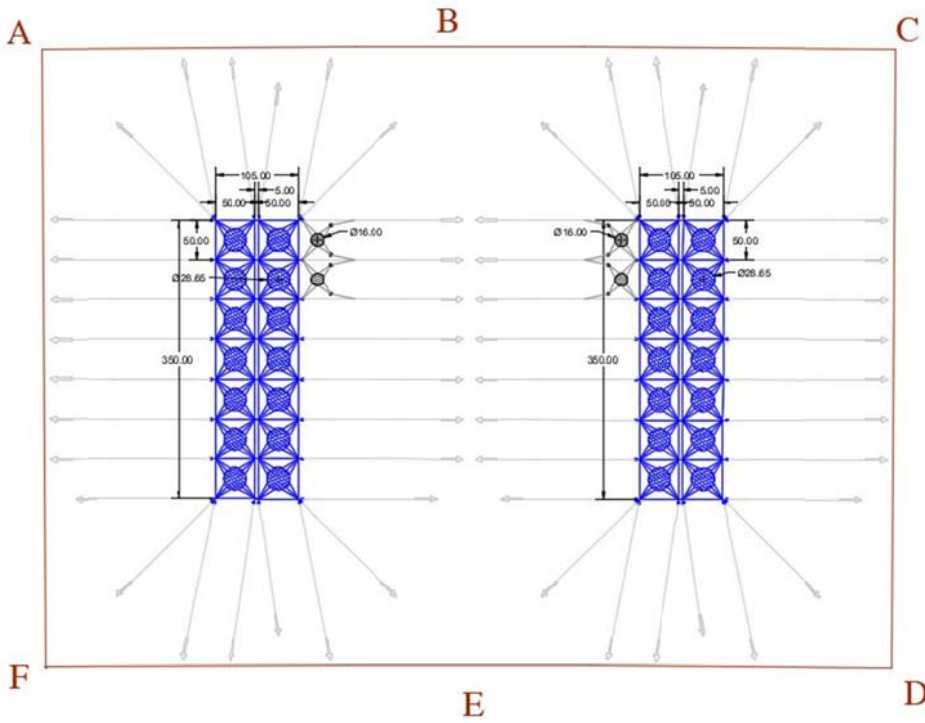 A B C
105.00 105.00
5.00 5.00
50.00 50.00 50.00 50.00
50.00 Ø16.00 Ø16.00 50.00
Ø28.65 Ø28.65
350.00 350.00
F E D